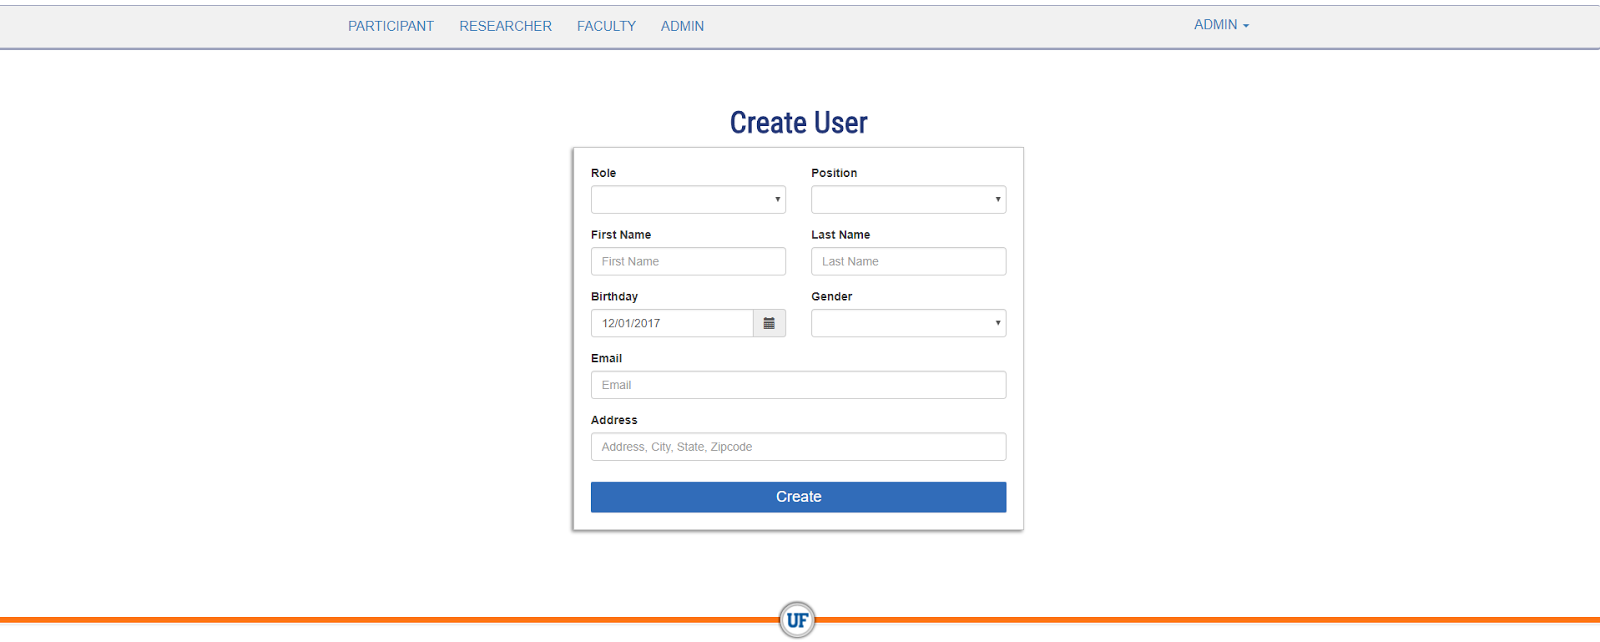 PARTICIPANT RESEARCHER FACULTY ADMIN ADMIN
Create User
Role Position
First Name Last Name
First Name Last Name
Birthday Gender
12/01/2017
Email
Email
Address
Address, City, State, Zipcode
Create
UF